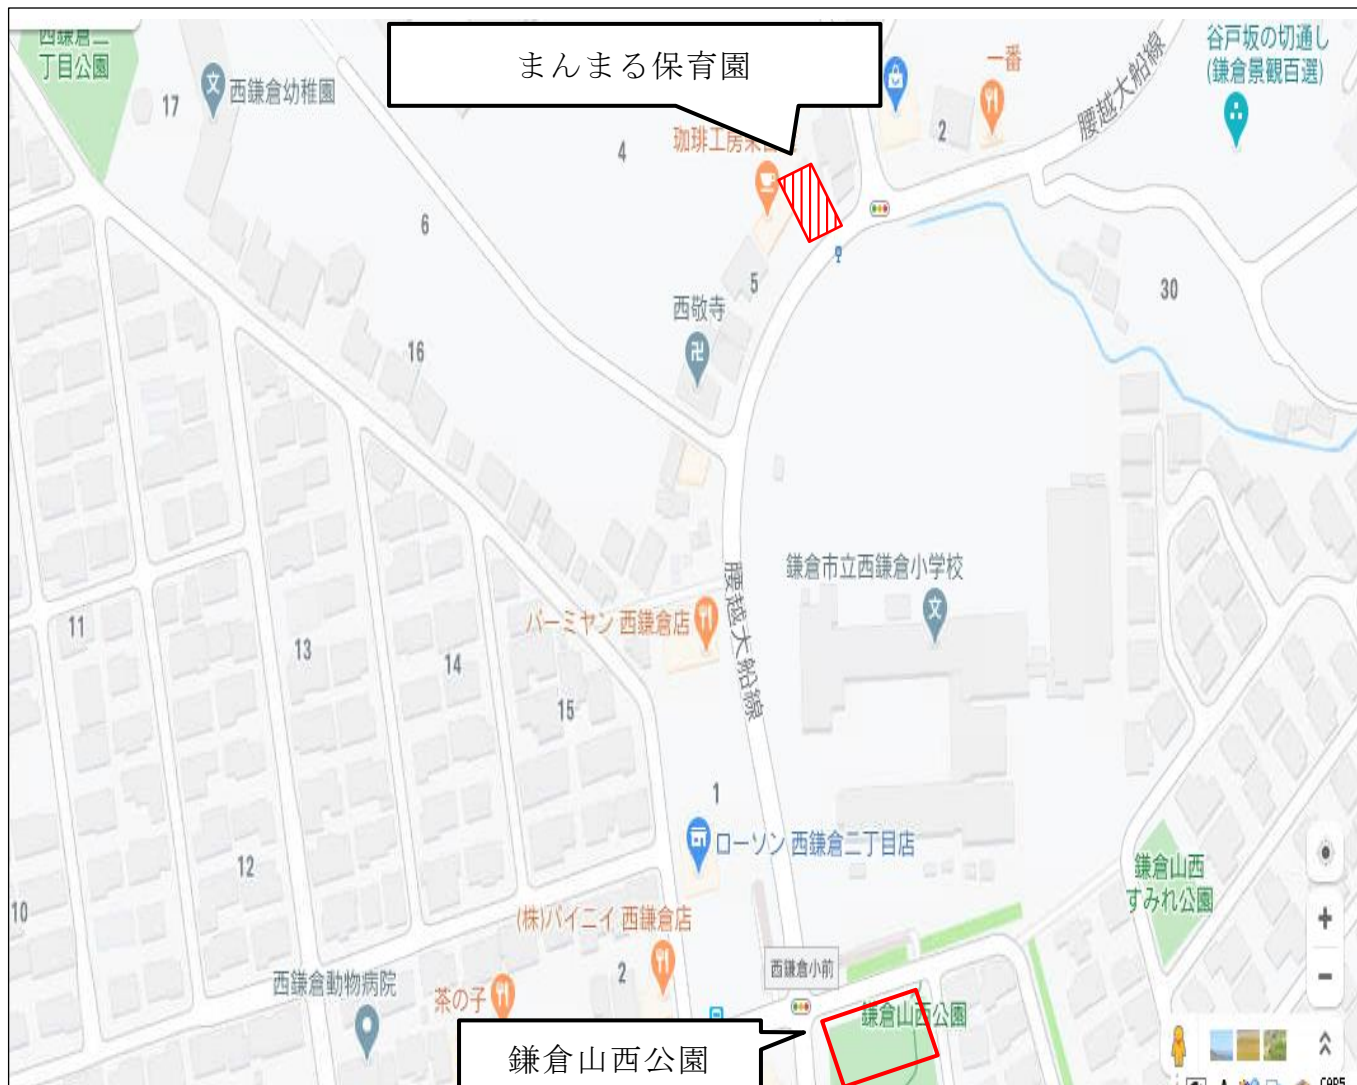 西鎌倉二
丁目公園
17
西鎌倉幼稚園
まんまる保育園
一番
2
腰越大船線
谷戸坂の切通し
(鎌倉景観百選)
4
珈琲工房
6
5
30
西敬寺
16
鎌倉市立西鎌倉小学校
バーミヤン 西鎌倉店
腰越大船線
11
13
14
15
1
ローソン 西鎌倉二丁目店
12
10
鎌倉山西
すみれ公園
(株)パイニイ 西鎌倉店
西鎌倉動物病院
茶の子
2
西鎌倉小前
鎌倉山西公園
鎌倉山西公園